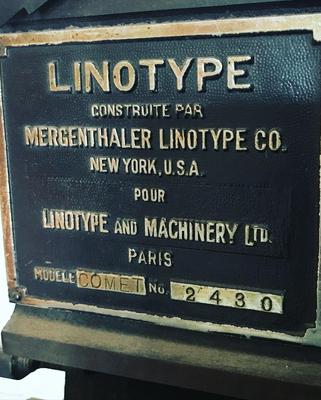 LINOTYPE
CONSTRUITE PAR
MERGENTHALER LINOTYPE CO.
NEW YORK, U.S.A.
POUR
LINOTYPE AND MACHINERY LTD.
PARIS
MODELE COMET NO. 2430